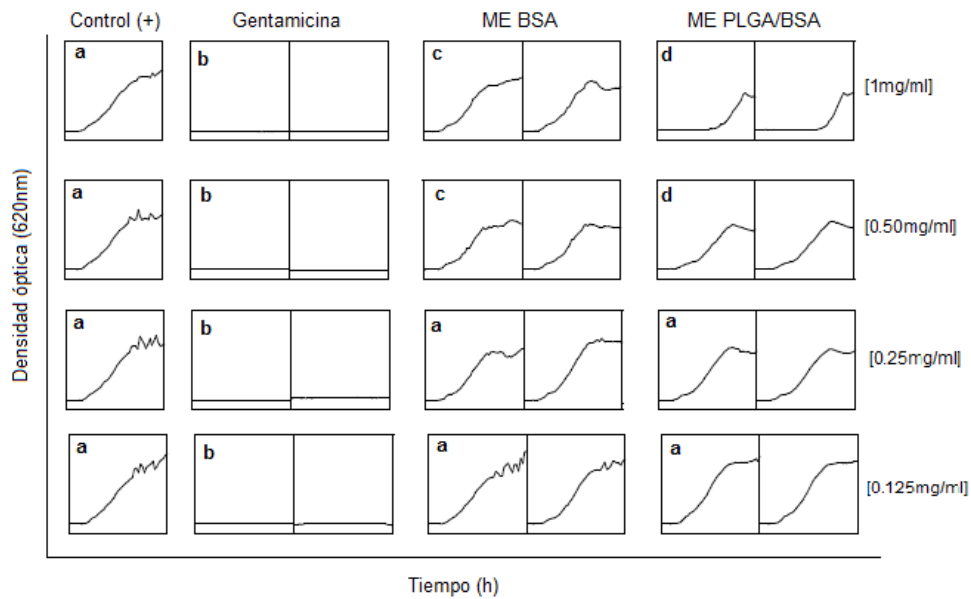 Control (+) Gentamicina ME BSA ME PLGA/BSA
a b c d [1mg/ml]
a b c d [0.50mg/ml]
a b a a [0.25mg/ml]
a b a a [0.125mg/ml]
Densidad óptica (620nm)
Tiempo (h)